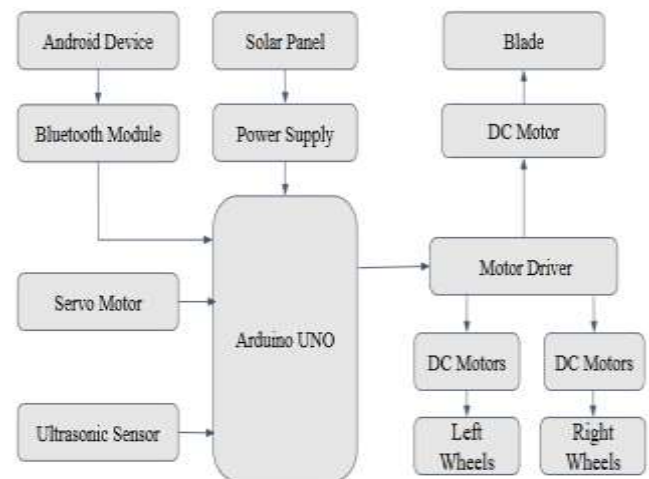 Android Device
Solar Panel
Blade
Bluetooth Module
Power Supply
DC Motor
Motor Driver
Servo Motor
Arduino UNO
DC Motors
DC Motors
Ultrasonic Sensor
Left
Wheels
Right
Wheels